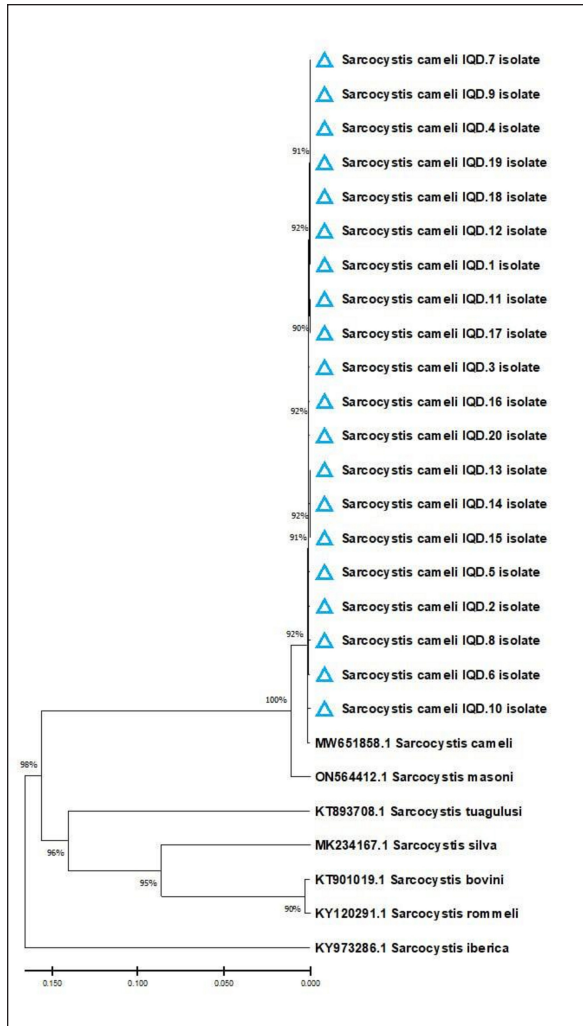 Sarcocystis cameli IQD.7 isolate
Sarcocystis cameli IQD.9 isolate
Sarcocystis cameli IQD.4 isolate
91%
Sarcocystis cameli IQD.19 isolate
Sarcocystis cameli IQD.18 isolate
92%
Sarcocystis cameli IQD.12 isolate
Sarcocystis cameli IQD.1 isolate
Sarcocystis cameli IQD.11 isolate
90%
Sarcocystis cameli IQD.17 isolate
Sarcocystis cameli IQD.3 isolate
Sarcocystis cameli IQD.16 isolate
92%
Sarcocystis cameli IQD.20 isolate
Sarcocystis cameli IQD.13 isolate
Sarcocystis cameli IQD.14 isolate
92%
91%
Sarcocystis cameli IQD.15 isolate
Sarcocystis cameli IQD.5 isolate
Sarcocystis cameli IQD.2 isolate
92%
Sarcocystis cameli IQD.8 isolate
Sarcocystis cameli IQD.6 isolate
100%
Sarcocystis cameli IQD.10 isolate
MW651858.1 Sarcocystis cameli
98%
ON564412.1 Sarcocystis masoni
KT893708.1 Sarcocystis tuagulusi
96%
MK234167.1 Sarcocystis silva
95%
KT901019.1 Sarcocystis bovini
90%
KY120291.1 Sarcocystis rommeli
KY973286.1 Sarcocystis iberica
0.150 0.100 0.050 0.000